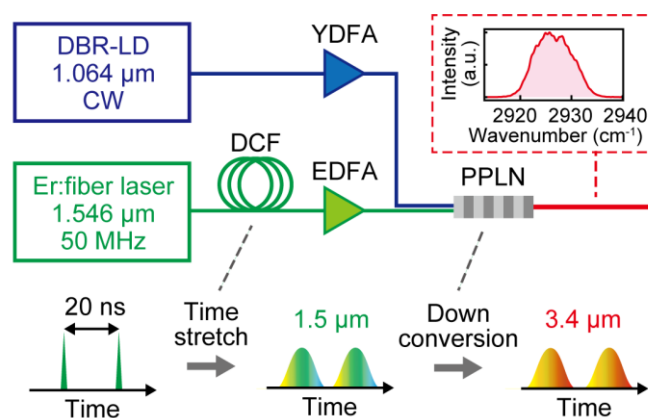 DBR-LD
1.064 µm
CW
YDFA
Intensity
(a.u.)
2920 2930 2940
Wavenumber (cm⁻¹)
Er:fiber laser
1.546 µm
50 MHz
DCF
EDFA
PPLN
20 ns
Time
Time
stretch
1.5 µm
Time
Down
conversion
3.4 µm
Time